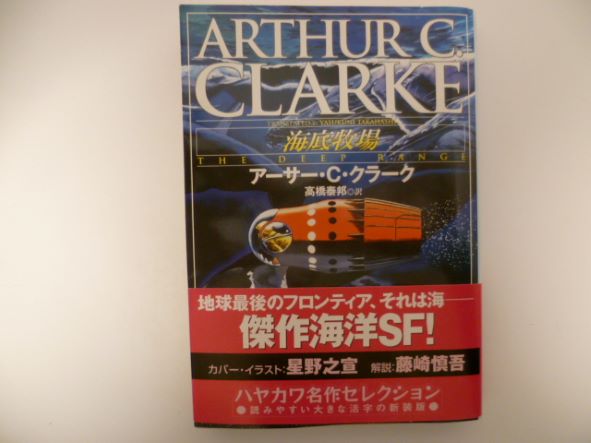 ARTHUR C.
CLARKE
TRANSLATED by YASUKUNI TAKAHASHI
海底牧場
THE DEEP RANGE
アーサー・C・クラーク
高橋泰邦◎訳
地球最後のフロンティア、それは海──
傑作海洋SF!
カバー・イラスト:星野之宣 解説:藤崎慎吾
ハヤカワ名作セレクション
●読みやすい大きな活字の新装版●